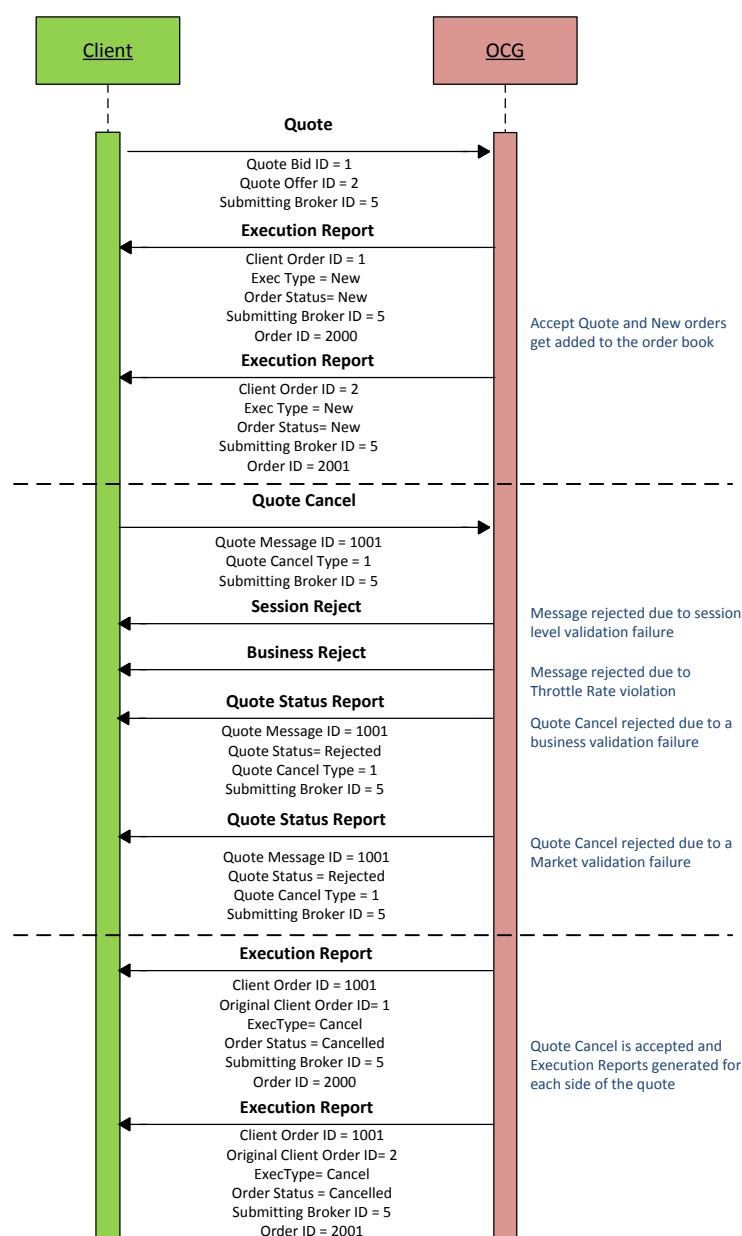 Client
OCG
Quote
Quote Bid ID = 1
Quote Offer ID = 2
Submitting Broker ID = 5
Execution Report
Client Order ID = 1
Exec Type = New
Order Status= New
Submitting Broker ID = 5
Order ID = 2000
Accept Quote and New orders
get added to the order book
Execution Report
Client Order ID = 2
Exec Type = New
Order Status= New
Submitting Broker ID = 5
Order ID = 2001
Quote Cancel
Quote Message ID = 1001
Quote Cancel Type = 1
Submitting Broker ID = 5
Session Reject
Message rejected due to session
level validation failure
Business Reject
Message rejected due to
Throttle Rate violation
Quote Status Report
Quote Message ID = 1001
Quote Status= Rejected
Quote Cancel Type = 1
Submitting Broker ID = 5
Quote Cancel rejected due to a
business validation failure
Quote Status Report
Quote Message ID = 1001
Quote Status = Rejected
Quote Cancel Type = 1
Submitting Broker ID = 5
Quote Cancel rejected due to a
Market validation failure
Execution Report
Client Order ID = 1001
Original Client Order ID= 1
ExecType= Cancel
Order Status = Cancelled
Submitting Broker ID = 5
Order ID = 2000
Quote Cancel is accepted and
Execution Reports generated for
each side of the quote
Execution Report
Client Order ID = 1001
Original Client Order ID= 2
ExecType= Cancel
Order Status = Cancelled
Submitting Broker ID = 5
Order ID = 2001